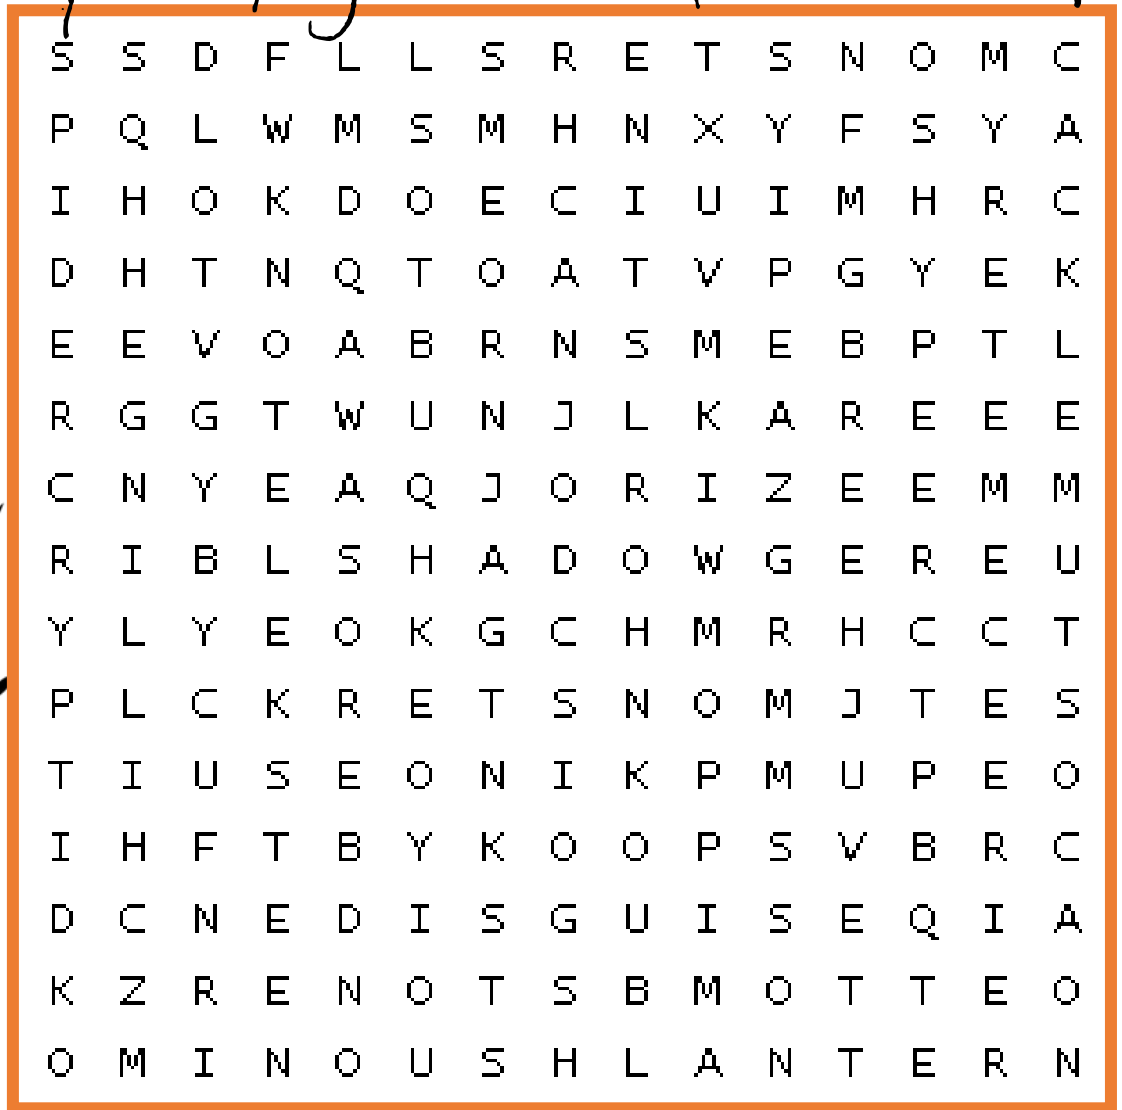 S S D F L L S R E T S N O M C
P Q L W M S M H N X Y F S Y A
I H O K D O E C I U I M H R C
D H T N Q T O A T V P G Y E K
E E V O A B R N S M E B P T L
R G G T W U N J L K A R E E E
C N Y E A Q J O R I Z E E M M
R I B L S H A D O W G E R E U
Y L Y E O K G C H M R H C C T
P L C K R E T S N O M J T E S
T I U S E O N I K P M U P E O
I H F T B Y K O O P S V B R C
D C N E D I S G U I S E Q I A
K Z R E N O T S B M O T T E O
O M I N O U S H L A N T E R N